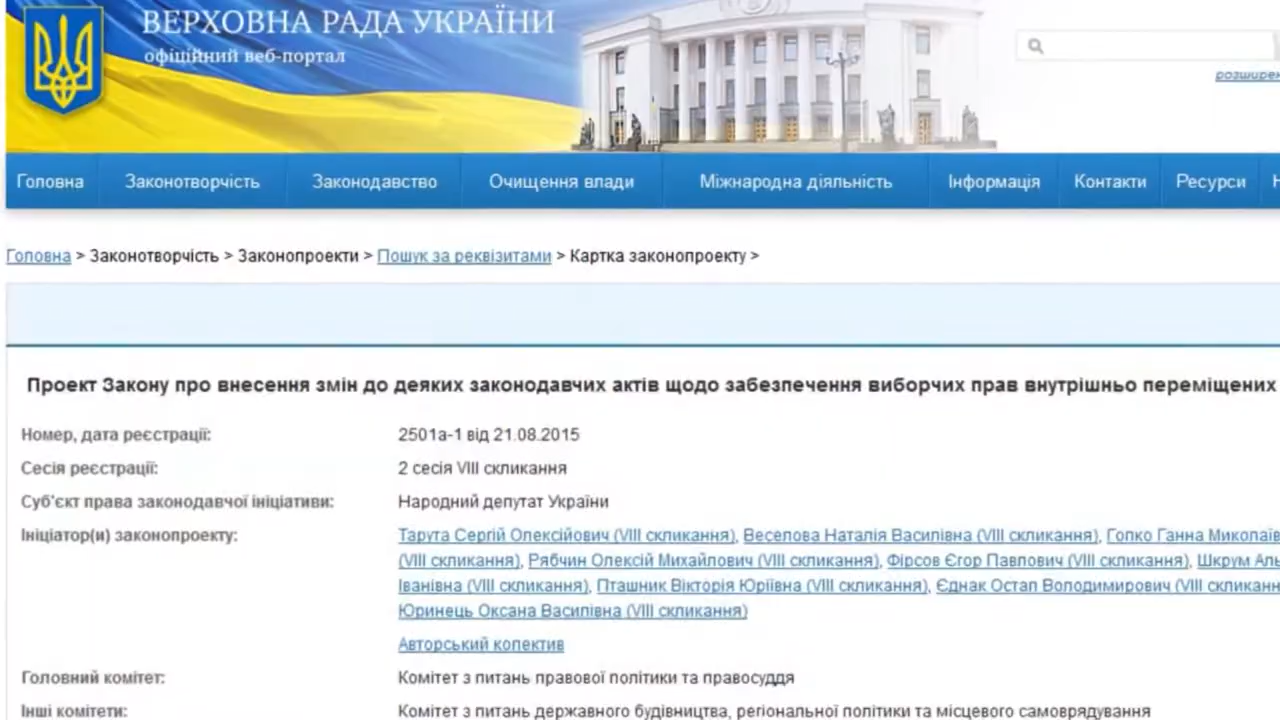 ВЕРХОВНА РАДА УКРАЇНИ
офіційний веб-портал
Головна Законотворчість Законодавство Очищення влади Міжнародна діяльність Інформація Контакти Ресурси
Головна > Законотворчість > Законопроекти > Пошук за реквізитами > Картка законопроекту >
Проект Закону про внесення змін до деяких законодавчих актів щодо забезпечення виборчих прав внутрішньо переміщених
Номер, дата реєстрації: 2501а-1 від 21.08.2015
Сесія реєстрації: 2 сесія VIII скликання
Суб'єкт права законодавчої ініціативи: Народний депутат України
Ініціатор(и) законопроекту: Тарута Сергій Олексійович (VIII скликання), Веселова Наталія Василівна (VIII скликання), Гопко Ганна
(VIII скликання), Рябчин Олексій Михайлович (VIII скликання), Фірсов Єгор Павлович (VIII скликання), Шкрум
Іванівна (VIII скликання), Пташник Вікторія Юріївна (VIII скликання), Єднак Остап Володимирович (VIII
Юринець Оксана Василівна (VIII скликання)
Авторський колектив
Головний комітет: Комітет з питань правової політики та правосуддя
Інші комітети: Комітет з питань державного будівництва, регіональної політики та місцевого самоврядування